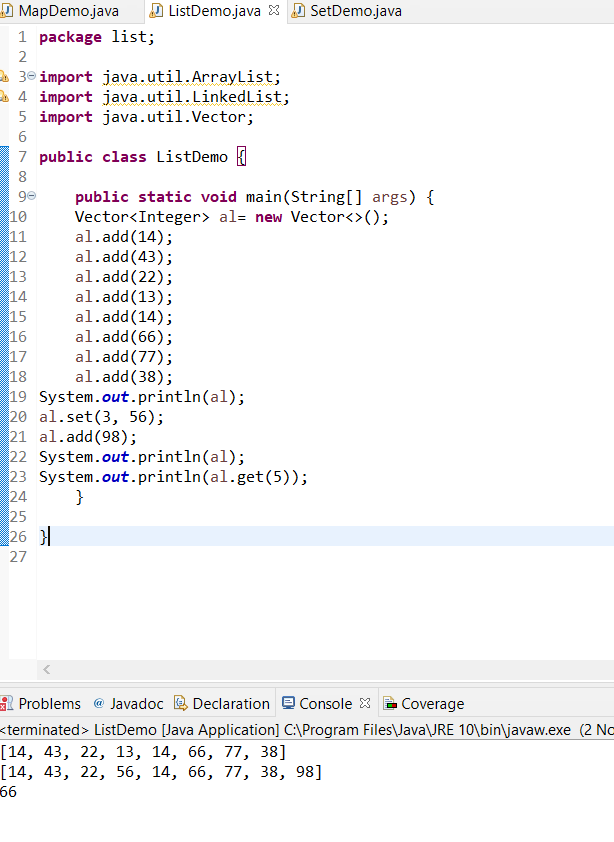 MapDemo.java ListDemo.java SetDemo.java
1 package list;
2
3 import java.util.ArrayList;
4 import java.util.LinkedList;
5 import java.util.Vector;
6
7 public class ListDemo {
8
9 public static void main(String[] args) {
10 Vector<Integer> al= new Vector<>();
11 al.add(14);
12 al.add(43);
13 al.add(22);
14 al.add(13);
15 al.add(14);
16 al.add(66);
17 al.add(77);
18 al.add(38);
19 System.out.println(al);
20 al.set(3, 56);
21 al.add(98);
22 System.out.println(al);
23 System.out.println(al.get(5));
24 }
25
26 }
27
Problems @ Javadoc Declaration Console Coverage
<terminated> ListDemo [Java Application] C:\Program Files\Java\JRE 10\bin\javaw.exe (2 No
[14, 43, 22, 13, 14, 66, 77, 38]
[14, 43, 22, 56, 14, 66, 77, 38, 98]
66